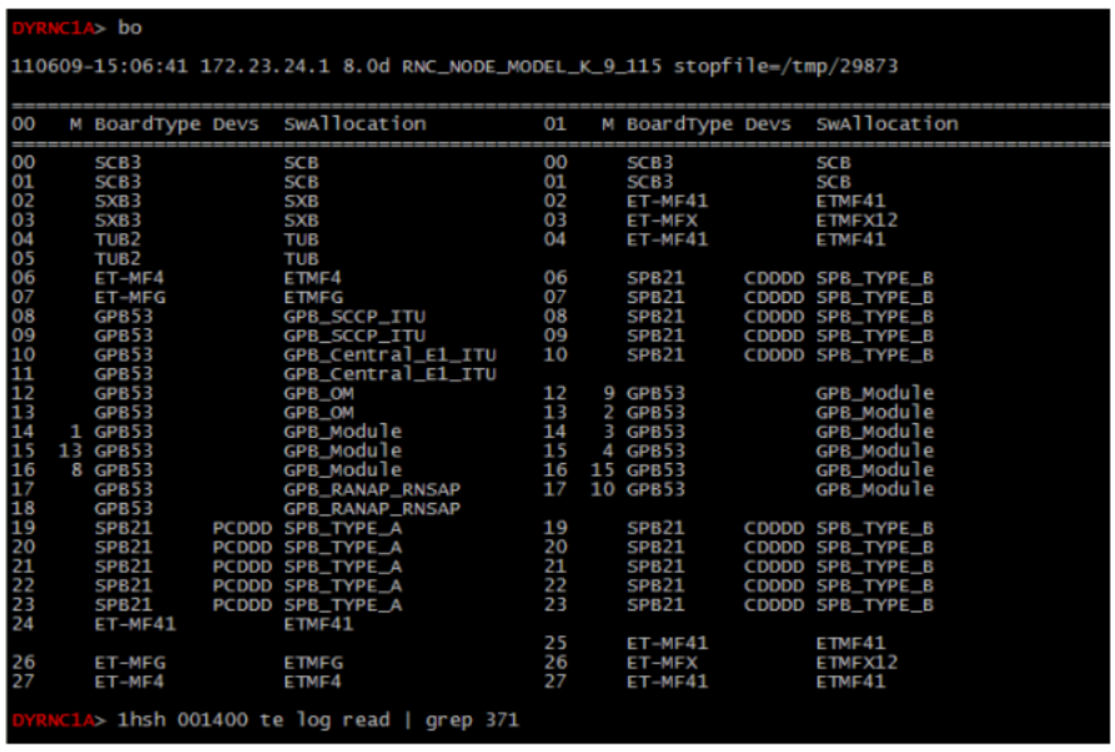 DYRNC1A> bo
110609-15:06:41 172.23.24.1 8.0d RNC_NODE_MODEL_K_9_115 stopfile=/tmp/29873
====================================================================================
00 M BoardType Devs SwAllocation 01 M BoardType Devs SwAllocation
====================================================================================
00 SCB3 SCB 00 SCB3 SCB
01 SCB3 SCB 01 SCB3 SCB
02 SXB3 SXB 02 ET-MF41 ETMF41
03 SXB3 SXB 03 ET-MFX ETMFX12
04 TUB2 TUB 04 ET-MF41 ETMF41
05 TUB2 TUB
06 ET-MF4 ETMF4 06 SPB21 CDDDD SPB_TYPE_B
07 ET-MFG ETMFG 07 SPB21 CDDDD SPB_TYPE_B
08 GPB53 GPB_SCCP_ITU 08 SPB21 CDDDD SPB_TYPE_B
09 GPB53 GPB_SCCP_ITU 09 SPB21 CDDDD SPB_TYPE_B
10 GPB53 GPB_Central_E1_ITU 10 SPB21 CDDDD SPB_TYPE_B
11 GPB53 GPB_Central_E1_ITU
12 GPB53 GPB_OM 12 9 GPB53 GPB_Module
13 GPB53 GPB_OM 13 2 GPB53 GPB_Module
14 1 GPB53 GPB_Module 14 3 GPB53 GPB_Module
15 13 GPB53 GPB_Module 15 4 GPB53 GPB_Module
16 8 GPB53 GPB_Module 16 15 GPB53 GPB_Module
17 GPB53 GPB_RANAP_RNSAP 17 10 GPB53 GPB_Module
18 GPB53 GPB_RANAP_RNSAP
19 SPB21 PCDDD SPB_TYPE_A 19 SPB21 CDDDD SPB_TYPE_B
20 SPB21 PCDDD SPB_TYPE_A 20 SPB21 CDDDD SPB_TYPE_B
21 SPB21 PCDDD SPB_TYPE_A 21 SPB21 CDDDD SPB_TYPE_B
22 SPB21 PCDDD SPB_TYPE_A 22 SPB21 CDDDD SPB_TYPE_B
23 SPB21 PCDDD SPB_TYPE_A 23 SPB21 CDDDD SPB_TYPE_B
24 ET-MF41 ETMF41
25 ET-MF41 ETMF41
26 ET-MFG ETMFG 26 ET-MFX ETMFX12
27 ET-MF4 ETMF4 27 ET-MF41 ETMF41
DYRNC1A> lhsh 001400 te log read | grep 371